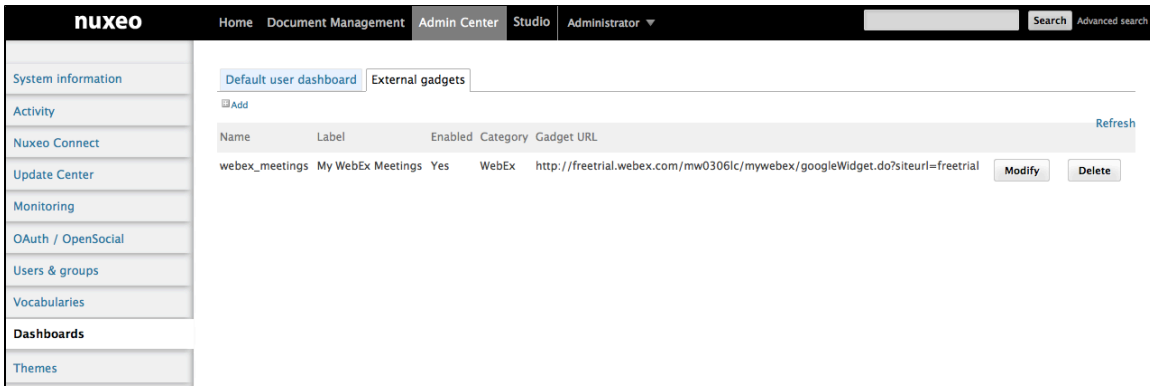 nuxeo Home Document Management Admin Center Studio Administrator Search Advanced search
System information
Activity
Nuxeo Connect
Update Center
Monitoring
OAuth / OpenSocial
Users & groups
Vocabularies
Dashboards
Themes
Default user dashboard External gadgets
Add
Refresh
Name Label Enabled Category Gadget URL
webex_meetings My WebEx Meetings Yes WebEx http://freetrial.webex.com/mw0306lc/mywebex/googleWidget.do?siteurl=freetrial Modify Delete